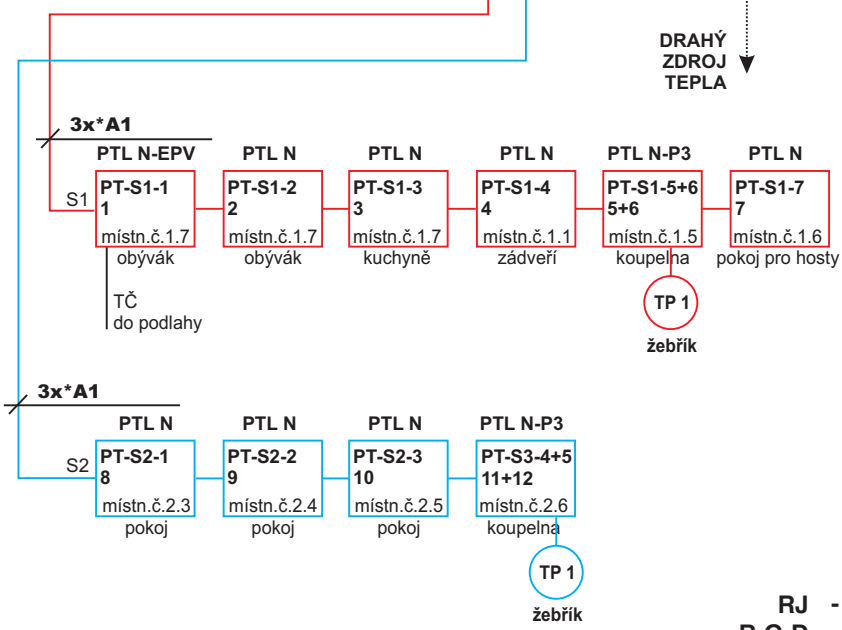 DRAHÝ
ZDROJ
TEPLA
3x*A1
PTL N-EPV
PTL N
PTL N
PTL N
PTL N-P3
PTL N
S1
PT-S1-1
1
místn.č.1.7
obývák
PT-S1-2
2
místn.č.1.7
obývák
PT-S1-3
3
místn.č.1.7
kuchyně
PT-S1-4
4
místn.č.1.1
zádveří
PT-S1-5+6
5+6
místn.č.1.5
koupelna
PT-S1-7
7
místn.č.1.6
pokoj pro hosty
TČ
do podlahy
TP 1
žebřík
3x*A1
PTL N
PTL N
PTL N
PTL N-P3
S2
PT-S2-1
8
místn.č.2.3
pokoj
PT-S2-2
9
místn.č.2.4
pokoj
PT-S2-3
10
místn.č.2.5
pokoj
PT-S3-4+5
11+12
místn.č.2.6
koupelna
TP 1
žebřík
RJ -